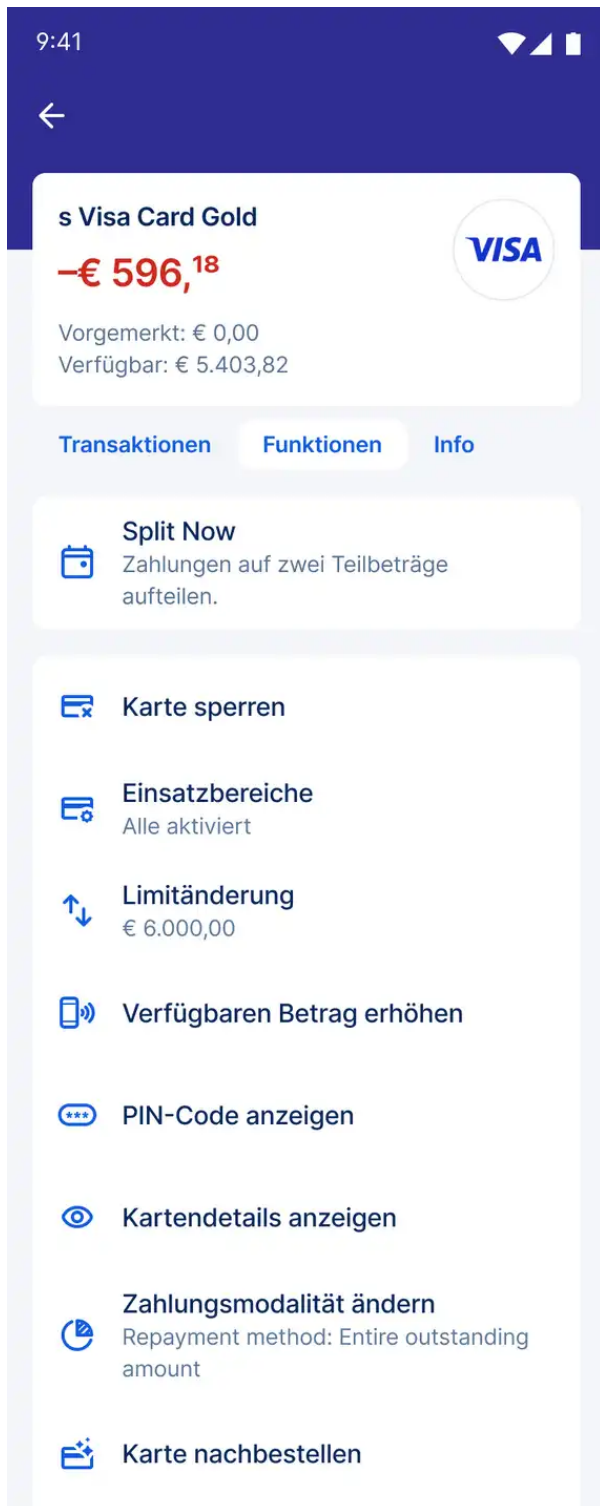 9:41
s Visa Card Gold
–€ 596,18
VISA
Vorgemerkt: € 0,00
Verfügbar: € 5.403,82
Transaktionen Funktionen Info
Split Now
Zahlungen auf zwei Teilbeträge
aufteilen.
Karte sperren
Einsatzbereiche
Alle aktiviert
Limitänderung
€ 6.000,00
Verfügbaren Betrag erhöhen
PIN-Code anzeigen
Kartendetails anzeigen
Zahlungsmodalität ändern
Repayment method: Entire outstanding
amount
Karte nachbestellen